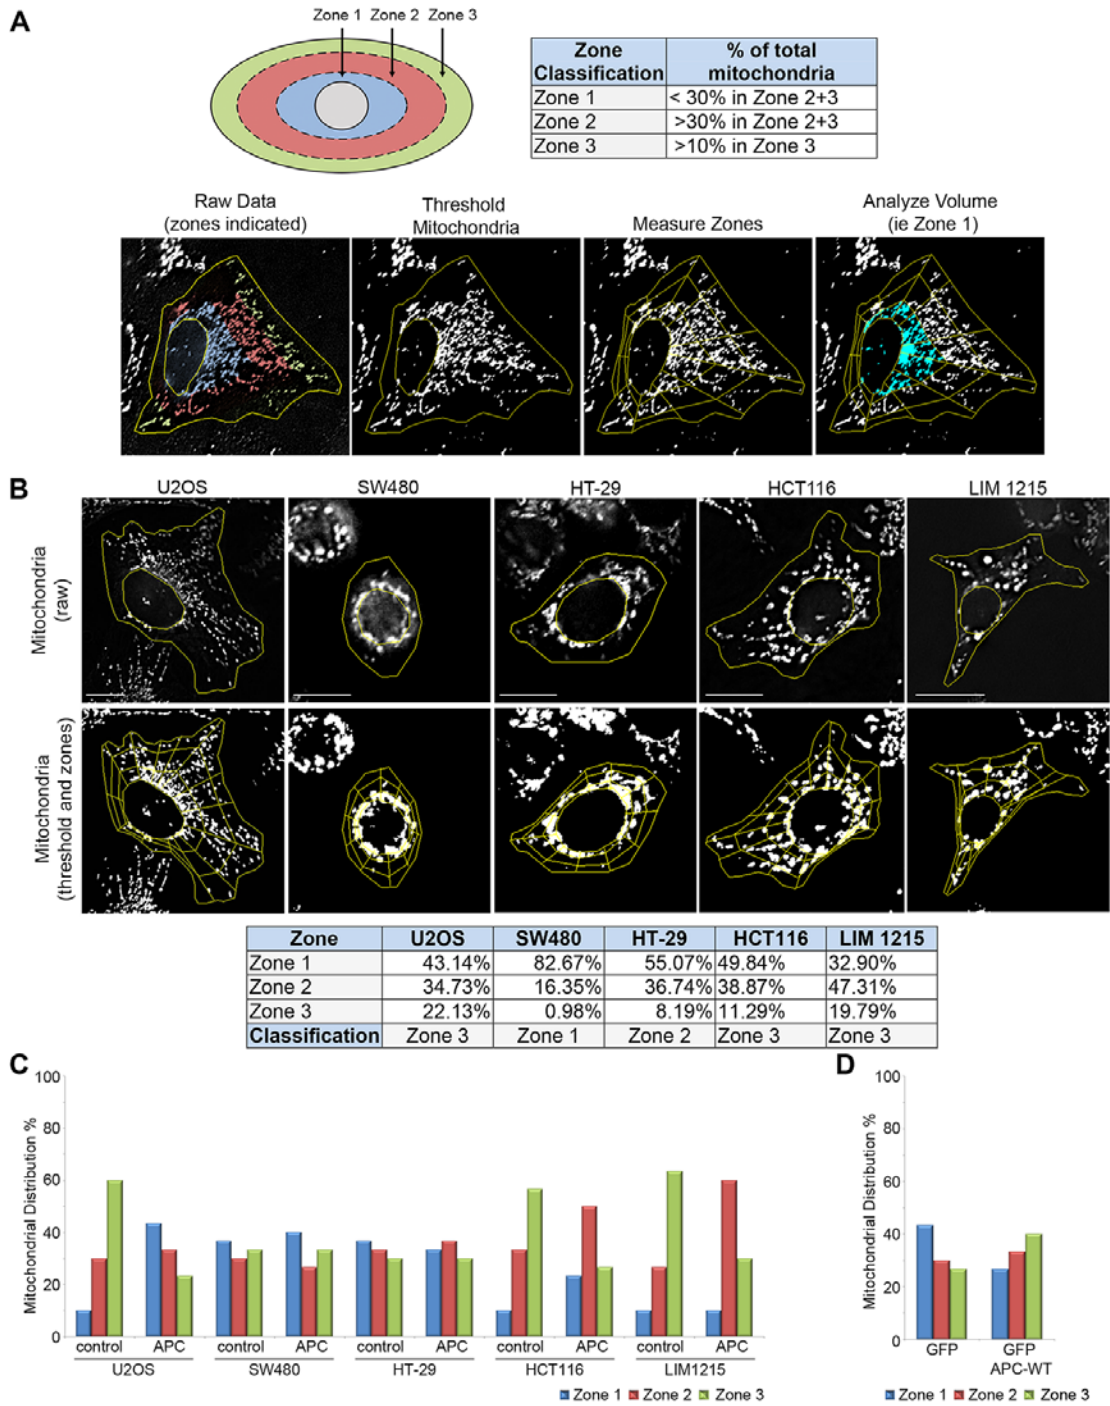 A
Zone 1 Zone 2 Zone 3
Zone Classification % of total mitochondria
Zone 1 < 30% in Zone 2+3
Zone 2 >30% in Zone 2+3
Zone 3 >10% in Zone 3
Raw Data
(zones indicated)
Threshold
Mitochondria
Measure Zones
Analyze Volume
(ie Zone 1)
B
U2OS SW480 HT-29 HCT116 LIM 1215
Mitochondria
(raw)
Mitochondria
(threshold and zones)
Zone U2OS SW480 HT-29 HCT116 LIM 1215
Zone 1 43.14% 82.67% 55.07% 49.84% 32.90%
Zone 2 34.73% 16.35% 36.74% 38.87% 47.31%
Zone 3 22.13% 0.98% 8.19% 11.29% 19.79%
Classification Zone 3 Zone 1 Zone 2 Zone 3 Zone 3
C
Mitochondrial Distribution %
100
80
60
40
20
0
control APC control APC control APC control APC control APC
U2OS SW480 HT-29 HCT116 LIM1215
Zone 1 Zone 2 Zone 3
D
Mitochondrial Distribution %
100
80
60
40
20
0
GFP GFP
APC-WT
Zone 1 Zone 2 Zone 3